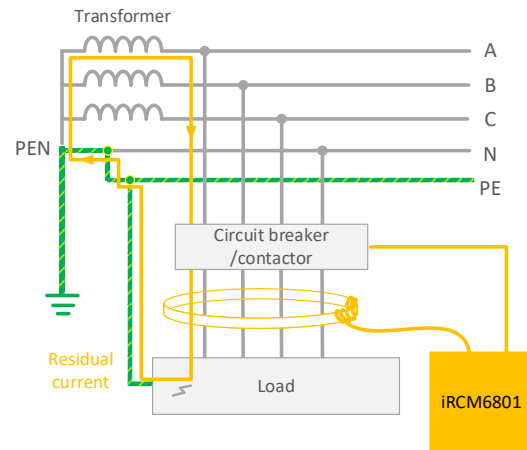 Transformer
A
B
C
PEN
N
PE
Circuit breaker
/contactor
Residual
current
Load
iRCM6801